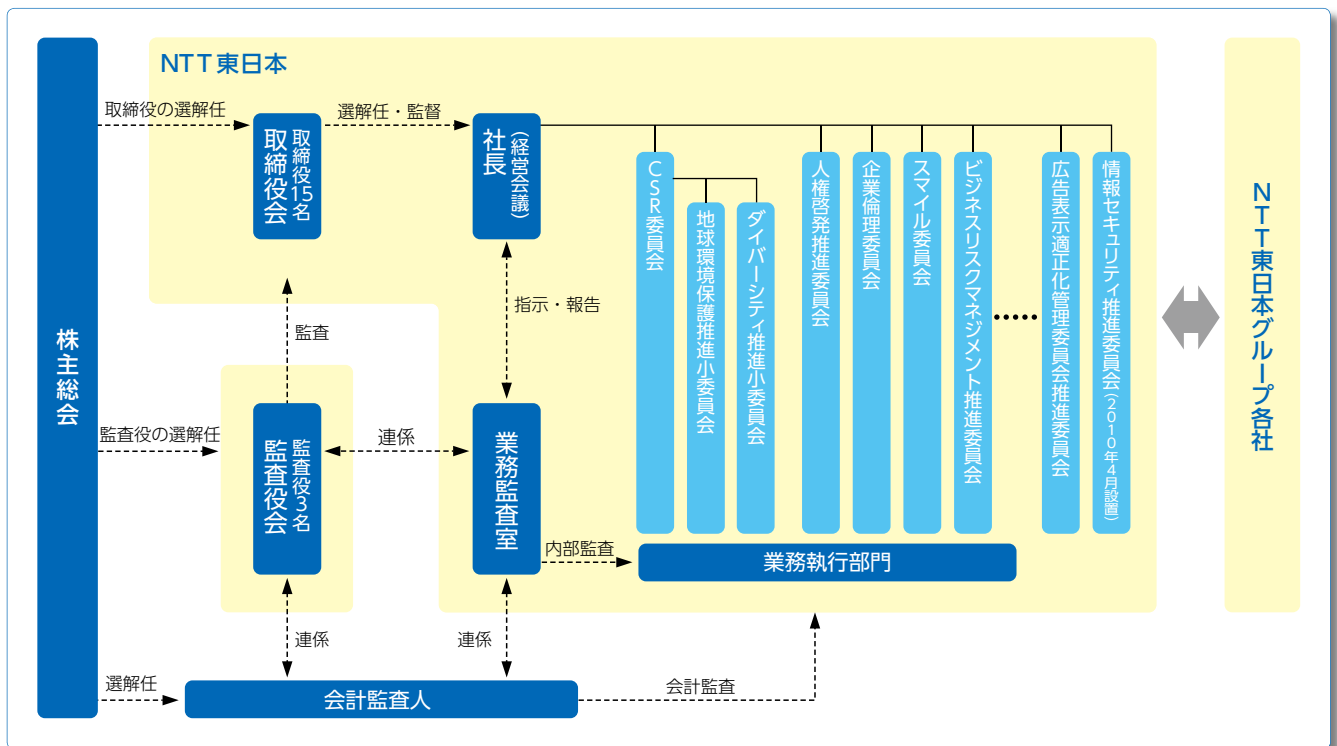 NTT東日本
株主総会
取締役の選解任
取締役会
取締役15名
選解任・監督
社長
（経営会議）
CSR委員会
地球環境保護推進小委員会
ダイバーシティ推進小委員会
人権啓発推進委員会
企業倫理委員会
スマイル委員会
ビジネスリスクマネジメント推進委員会
•••••
広告表示適正化管理委員会推進委員会
情報セキュリティ推進委員会（2010年4月設置）
NTT東日本グループ各社
指示・報告
監査
監査役の選解任
監査役会
監査役3名
連係
業務監査室
内部監査
業務執行部門
連係
連係
選解任
会計監査人
会計監査